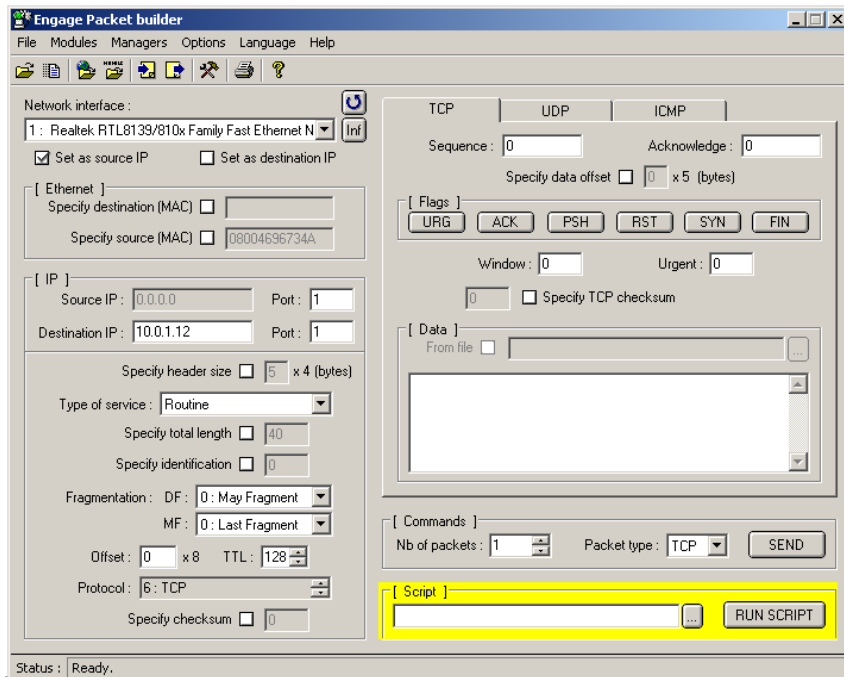 Engage Packet builder
File Modules Managers Options Language Help
Network interface :
1 : Realtek RTL8139/810x Family Fast Ethernet N
Inf
Set as source IP Set as destination IP
[ Ethernet ]
Specify destination (MAC)
Specify source (MAC) 08004696734A
[ IP ]
Source IP : 0.0.0.0 Port : 1
Destination IP : 10.0.1.12 Port : 1
Specify header size 5 x 4 (bytes)
Type of service : Routine
Specify total length 40
Specify identification 0
Fragmentation : DF : 0 : May Fragment
MF : 0 : Last Fragment
Offset : 0 x 8 TTL : 128
Protocol : 6 : TCP
Specify checksum 0
TCP UDP ICMP
Sequence : 0 Acknowledge : 0
Specify data offset 0 x 5 (bytes)
[ Flags ]
URG ACK PSH RST SYN FIN
Window : 0 Urgent : 0
0 Specify TCP checksum
[ Data ]
From file ...
[ Commands ]
Nb of packets : 1 Packet type : TCP SEND
[ Script ]
... RUN SCRIPT
Status : Ready.